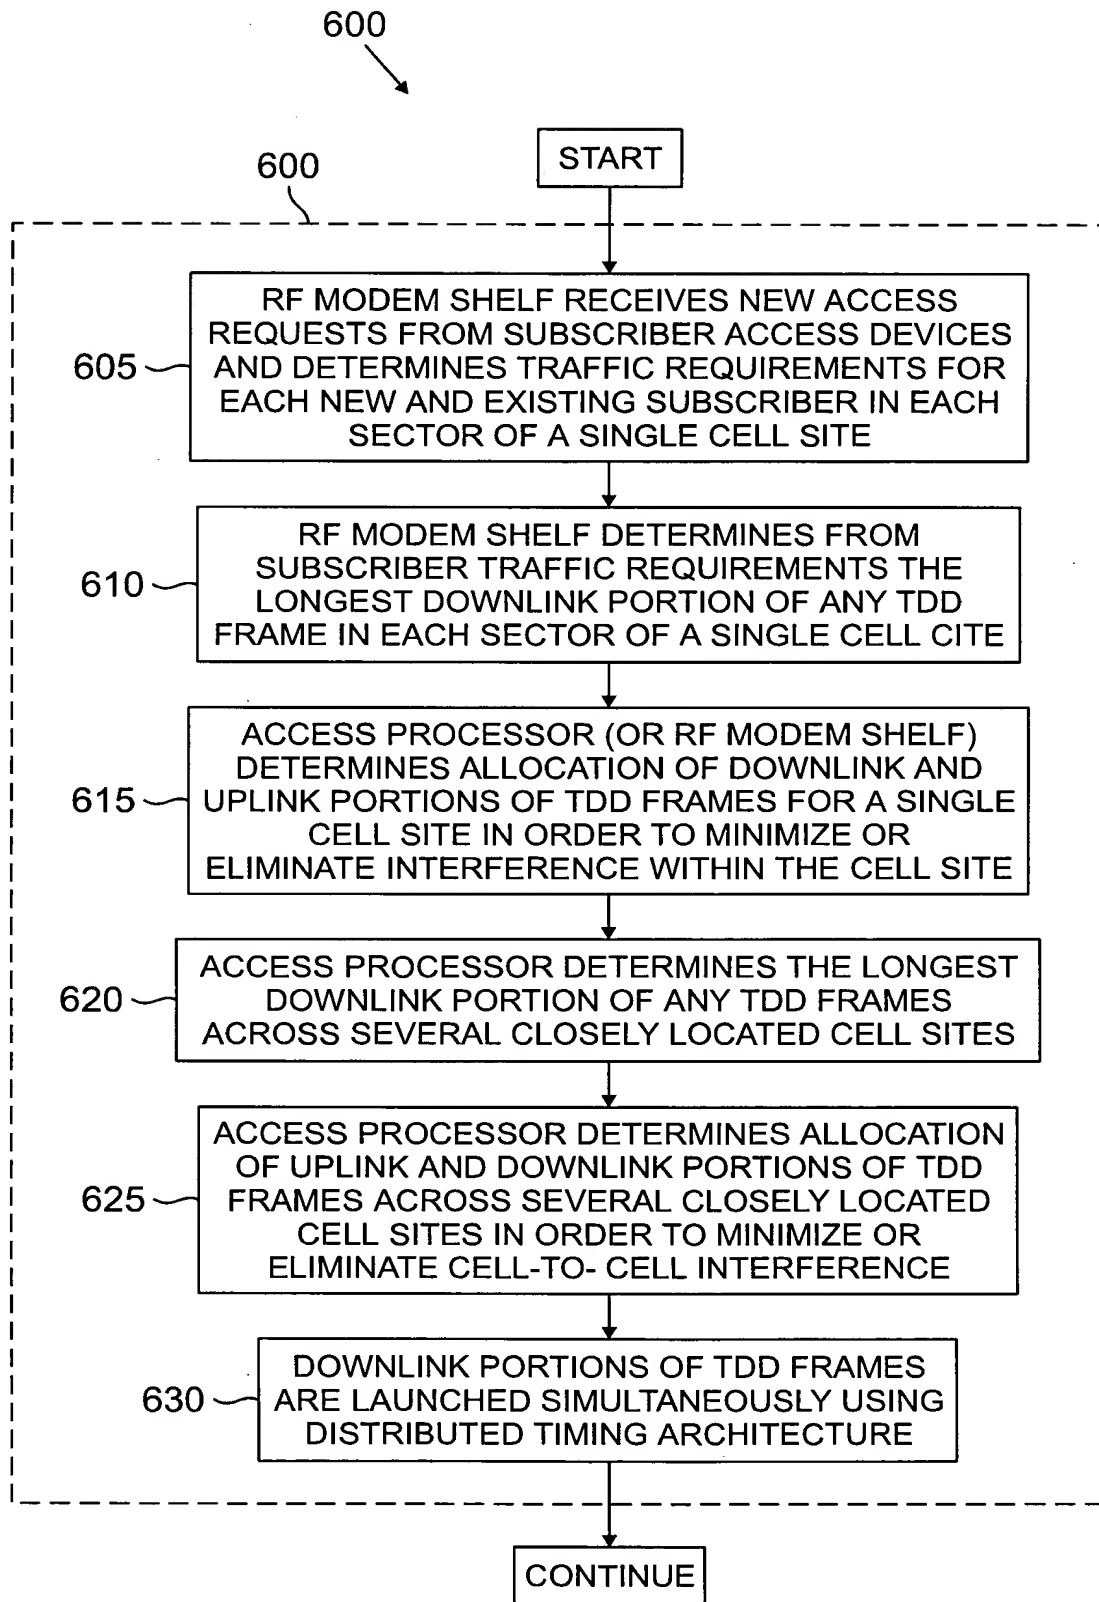 600
START
600
RF MODEM SHELF RECEIVES NEW ACCESS
REQUESTS FROM SUBSCRIBER ACCESS DEVICES
AND DETERMINES TRAFFIC REQUIREMENTS FOR
EACH NEW AND EXISTING SUBSCRIBER IN EACH
SECTOR OF A SINGLE CELL SITE
605
RF MODEM SHELF DETERMINES FROM
SUBSCRIBER TRAFFIC REQUIREMENTS THE
LONGEST DOWNLINK PORTION OF ANY TDD
FRAME IN EACH SECTOR OF A SINGLE CELL CITE
610
ACCESS PROCESSOR (OR RF MODEM SHELF)
DETERMINES ALLOCATION OF DOWNLINK AND
UPLINK PORTIONS OF TDD FRAMES FOR A SINGLE
CELL SITE IN ORDER TO MINIMIZE OR
ELIMINATE INTERFERENCE WITHIN THE CELL SITE
615
ACCESS PROCESSOR DETERMINES THE LONGEST
DOWNLINK PORTION OF ANY TDD FRAMES
ACROSS SEVERAL CLOSELY LOCATED CELL SITES
620
ACCESS PROCESSOR DETERMINES ALLOCATION
OF UPLINK AND DOWNLINK PORTIONS OF TDD
FRAMES ACROSS SEVERAL CLOSELY LOCATED
CELL SITES IN ORDER TO MINIMIZE OR
ELIMINATE CELL-TO- CELL INTERFERENCE
625
DOWNLINK PORTIONS OF TDD FRAMES
ARE LAUNCHED SIMULTANEOUSLY USING
DISTRIBUTED TIMING ARCHITECTURE
630
CONTINUE